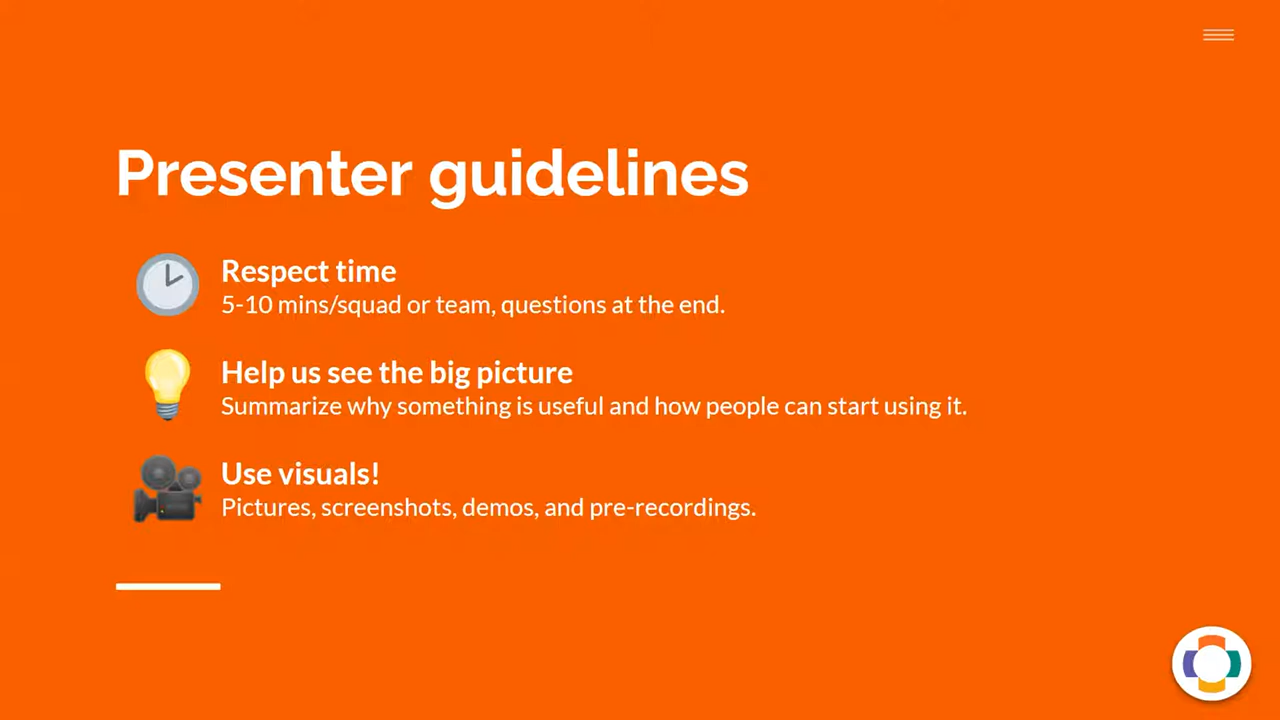 Presenter guidelines
Respect time
5-10 mins/squad or team, questions at the end.
Help us see the big picture
Summarize why something is useful and how people can start using it.
Use visuals!
Pictures, screenshots, demos, and pre-recordings.